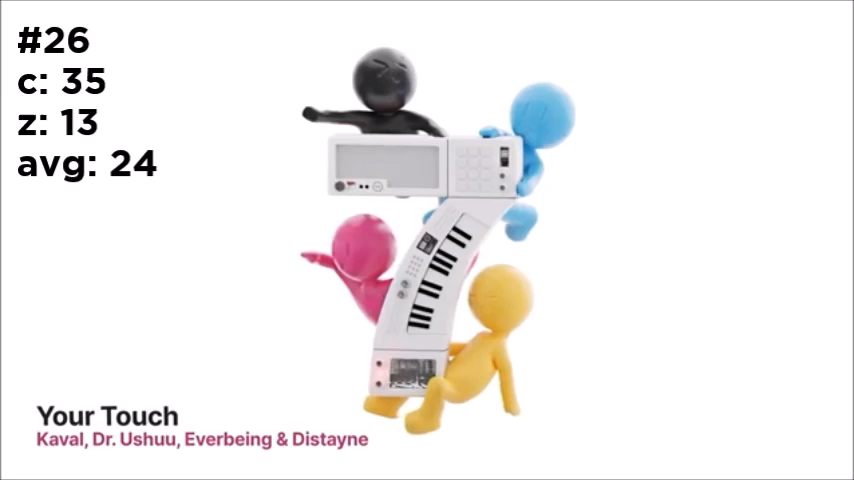 #26
c: 35
z: 13
avg: 24
Your Touch
Kaval, Dr. Ushuu, Everbeing & Distayne